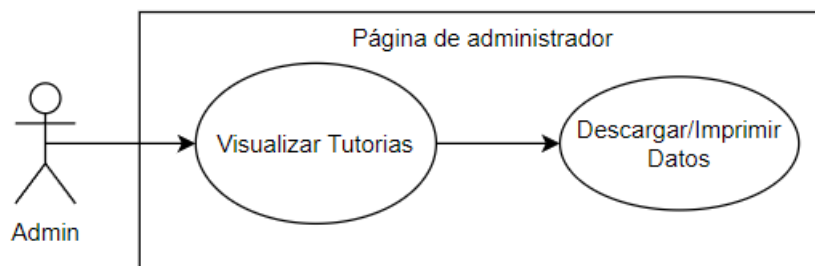 Página de administrador
Visualizar Tutorias
Descargar/Imprimir
Datos
Admin